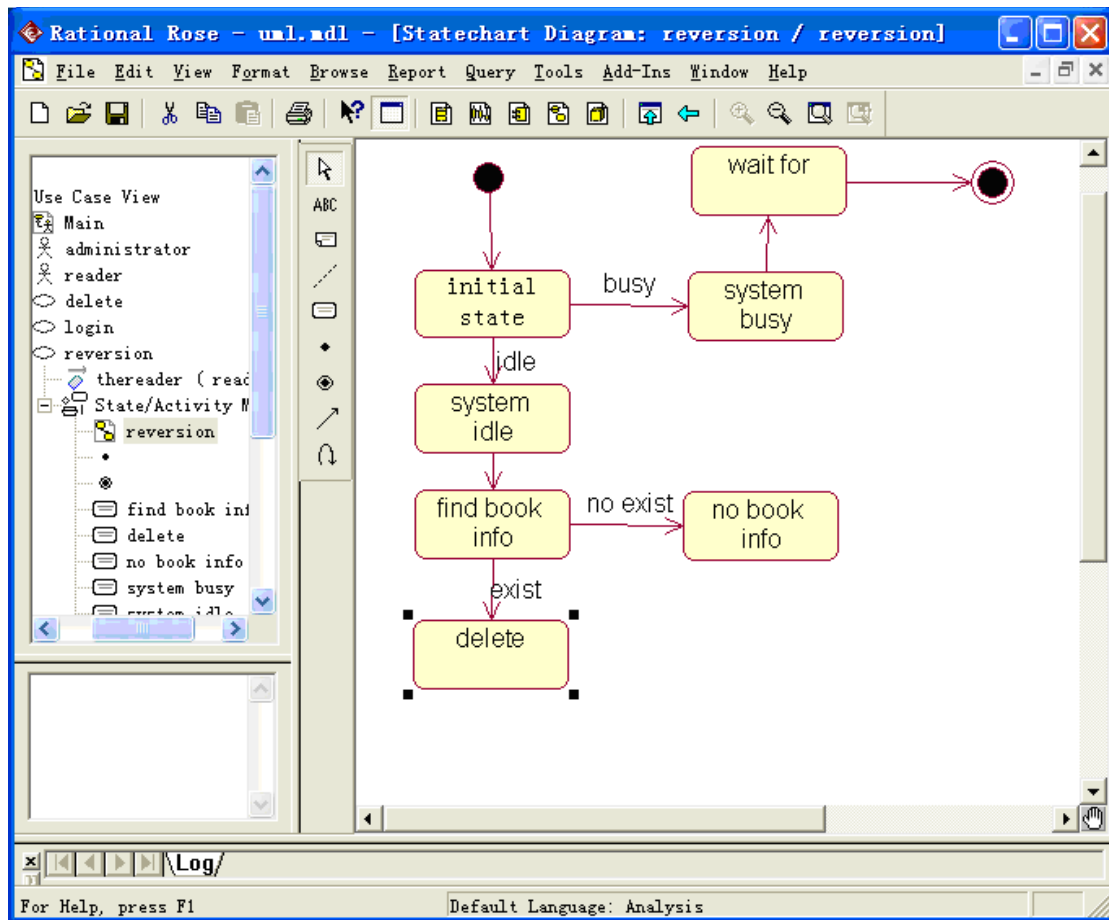 Rational Rose - uml.mdl - [Statechart Diagram: reversion / reversion]
File Edit View Format Browse Report Query Tools Add-Ins Window Help
Use Case View
Main
administrator
reader
delete
login
reversion
thereader ( read
State/Activity M
reversion
find book inf
delete
no book info
system busy
system idle
ABC
wait for
initial
state
busy
system
busy
idle
system
idle
find book
info
no exist
no book
info
exist
delete
Log
For Help, press F1
Default Language: Analysis